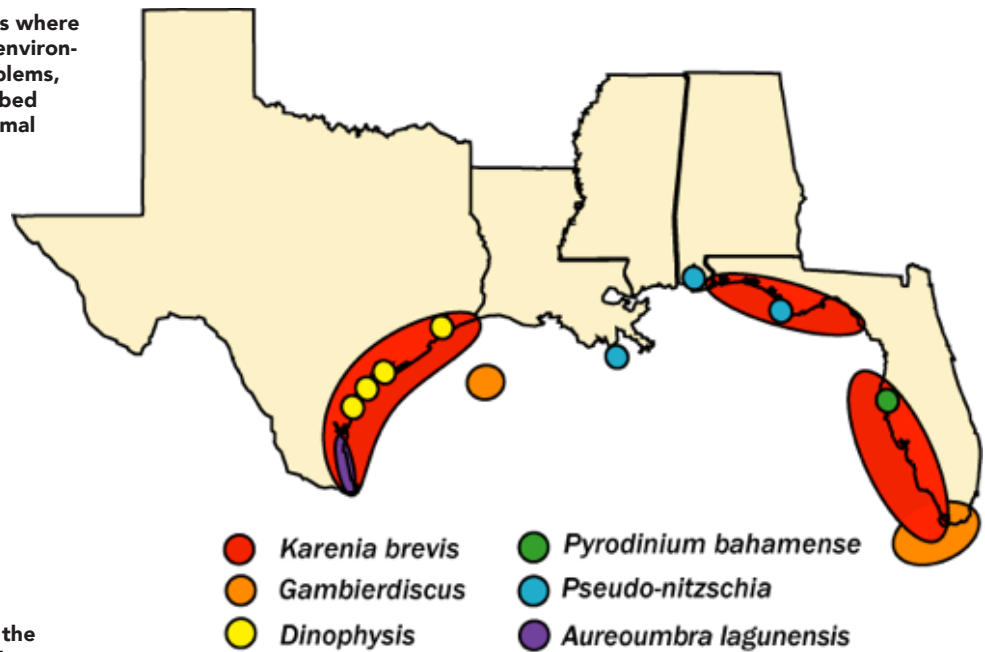 s where
environ-
blems,
bed
mal
Karenia brevis
Pyrodinium bahamense
Gambierdiscus
Pseudo-nitzschia
Dinophysis
Aureoumbra lagunensis
the